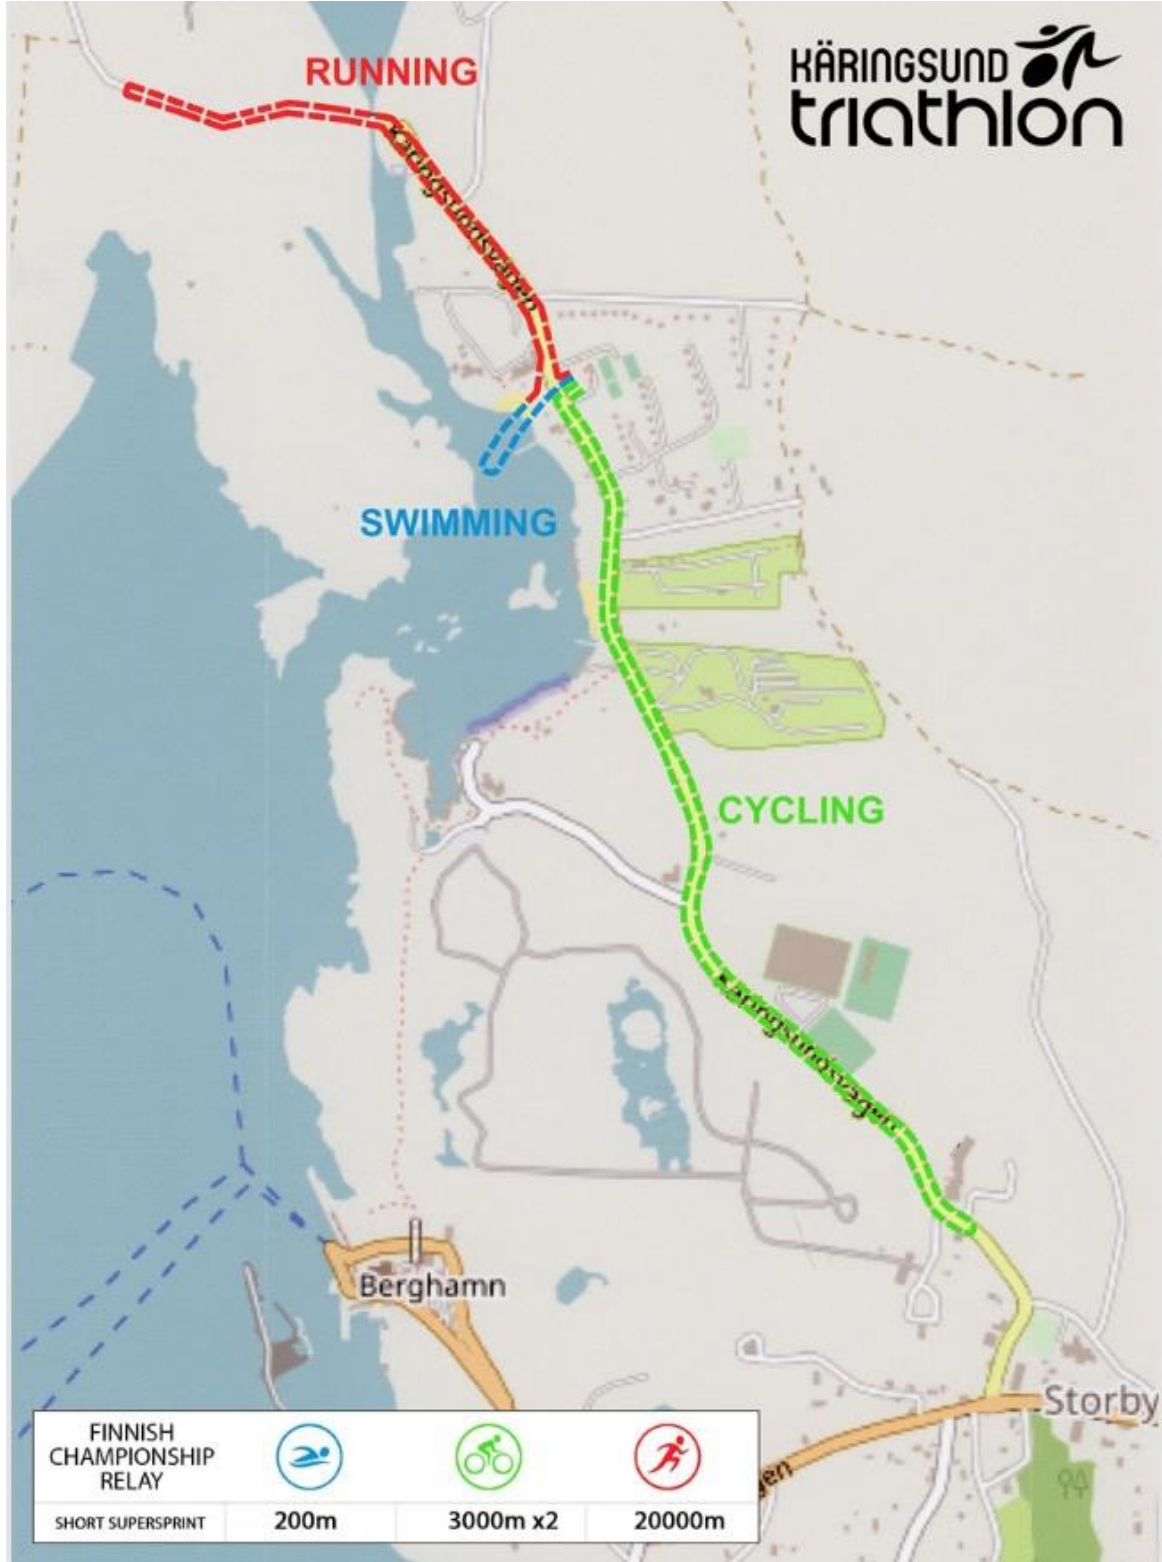 KÄRINGSUND
triathlon
RUNNING
Käringsundsvägen
SWIMMING
CYCLING
Käringsundsvägen
Berghamn
Storby
FINNISH
CHAMPIONSHIP
RELAY
SHORT SUPERSPRINT 200m 3000m x2 20000m